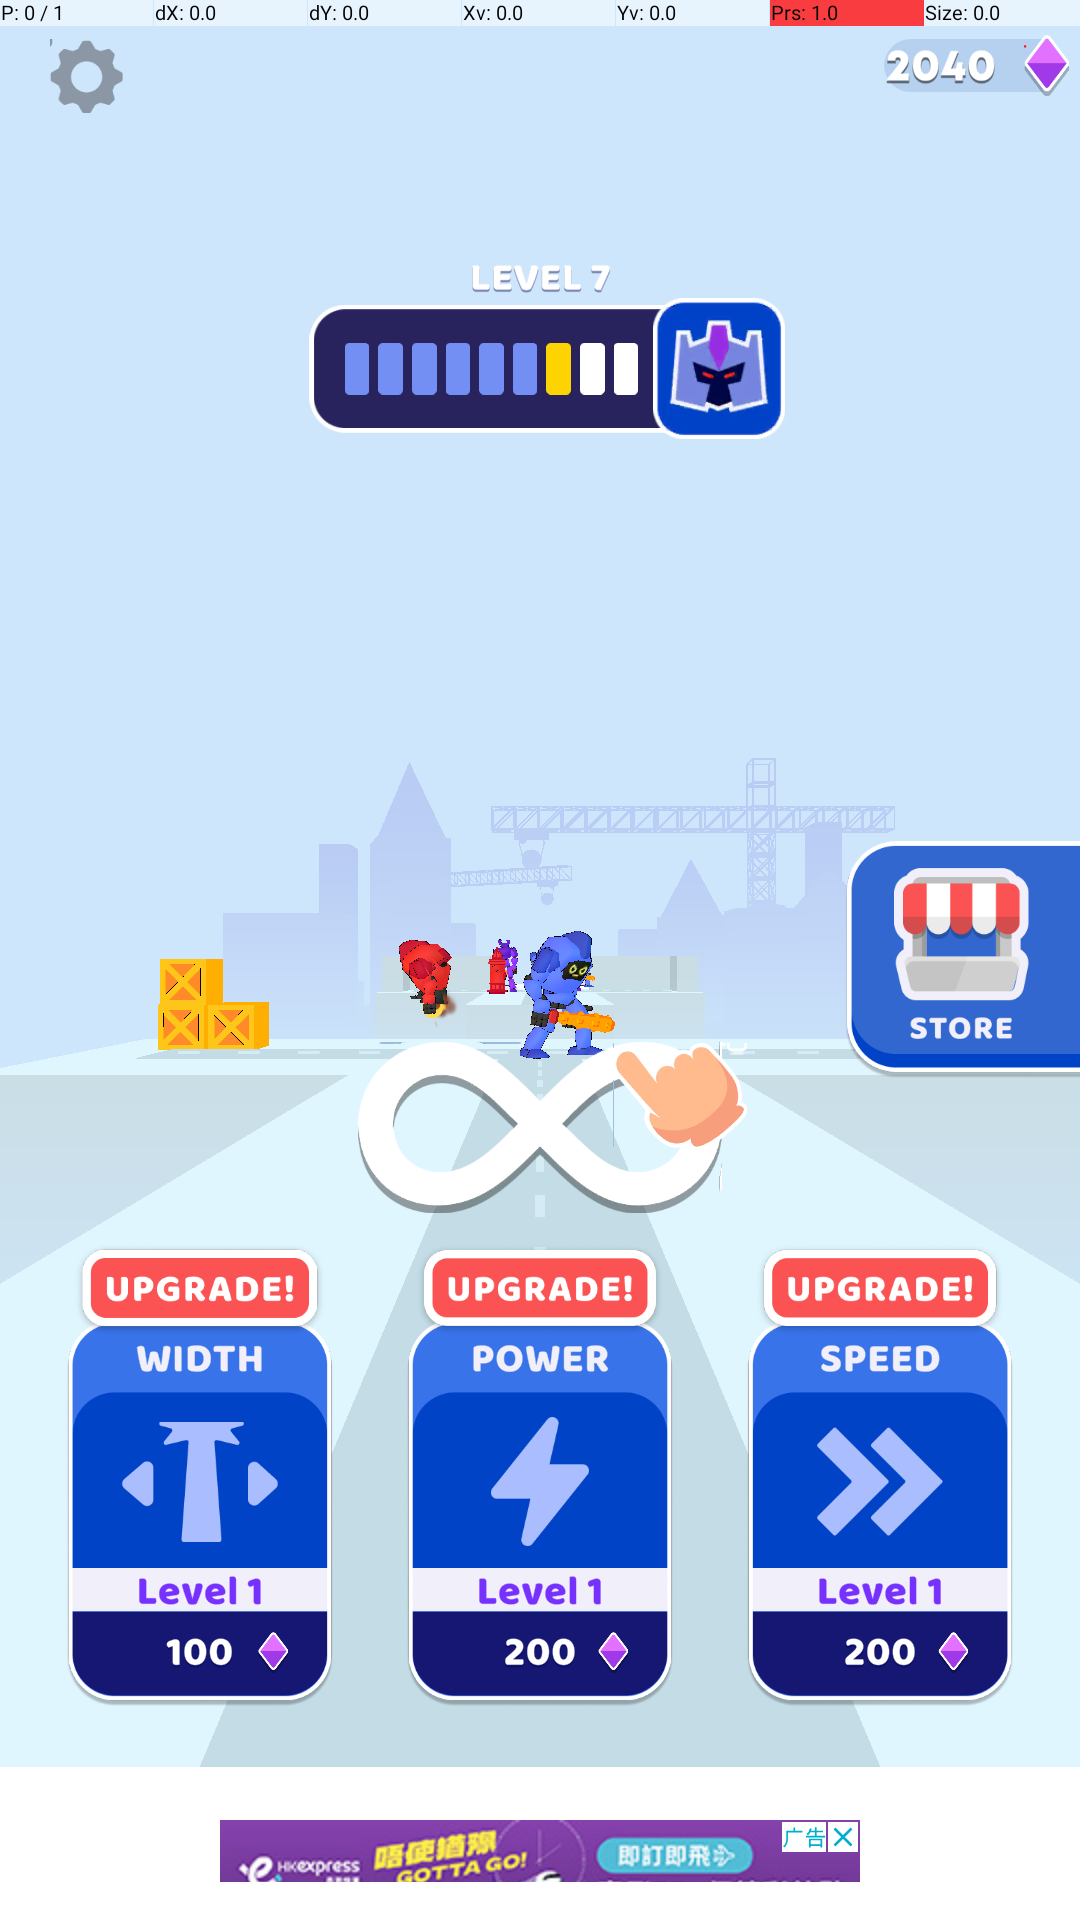 P: 0 / 1 dX: 0.0 dY: 0.0 Xv: 0.0 Yv: 0.0 Prs: 1.0 Size: 0.0
2040
LEVEL 7
STORE
UPGRADE! UPGRADE! UPGRADE!
WIDTH POWER SPEED
Level 1 Level 1 Level 1
100 200 200
广告
HKexpress
唔使猶豫
GOTTA GO!
即訂即飛